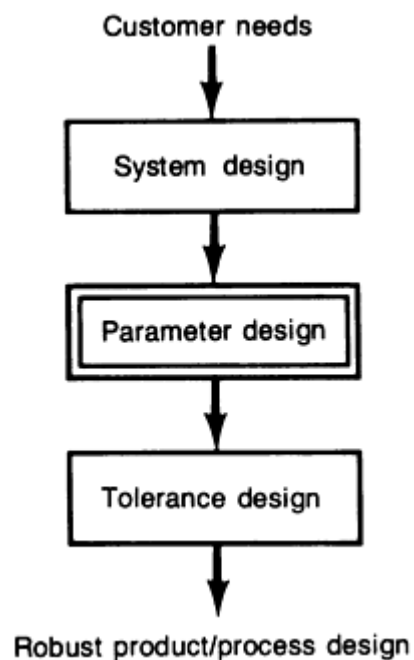 Customer needs
System design
Parameter design
Tolerance design
Robust product/process design